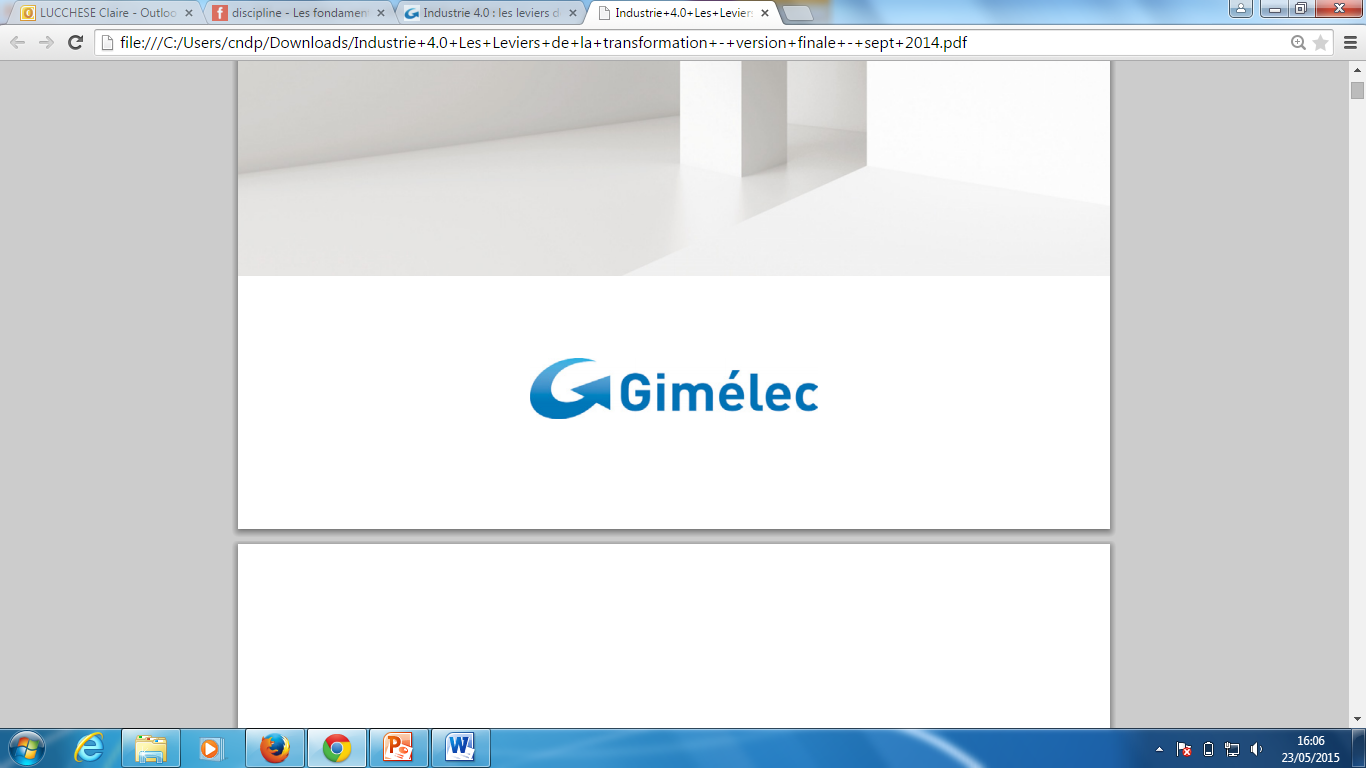 LUCCHESE Claire - Outloo
discipline - Les fondament
Industrie 4.0 : les leviers d
Industrie+4.0+Les+Leviers
file:///C:/Users/cndp/Downloads/Industrie+4.0+Les+Leviers+de+la+transformation+-+version+finale+-+sept+2014.pdf
Gimélec
16:06
23/05/2015